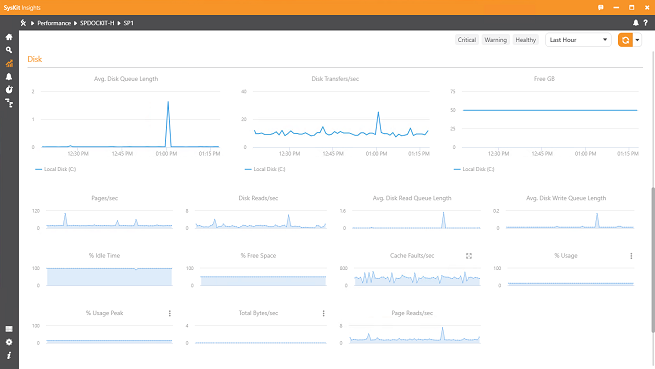 SysKit Insights
Performance > SPDOCKIT-H > SP1
Critical Warning Healthy Last Hour
Disk
Avg. Disk Queue Length
2
1
0
12:30 PM 12:45 PM 01:00 PM 01:15 PM
Local Disk (C:)
Disk Transfers/sec
40
20
0
12:30 PM 12:45 PM 01:00 PM 01:15 PM
Local Disk (C:)
Free GB
75
50
25
0
12:30 PM 12:45 PM 01:00 PM 01:15 PM
Local Disk (C:)
Pages/sec
120
0
Disk Reads/sec
8
0
Avg. Disk Read Queue Length
1.6
0
Avg. Disk Write Queue Length
0.2
0
% Idle Time
100
0
% Free Space
100
0
Cache Faults/sec
0
% Usage
100
0
% Usage Peak
100
0
Total Bytes/sec
4
0
Page Reads/sec
8
0